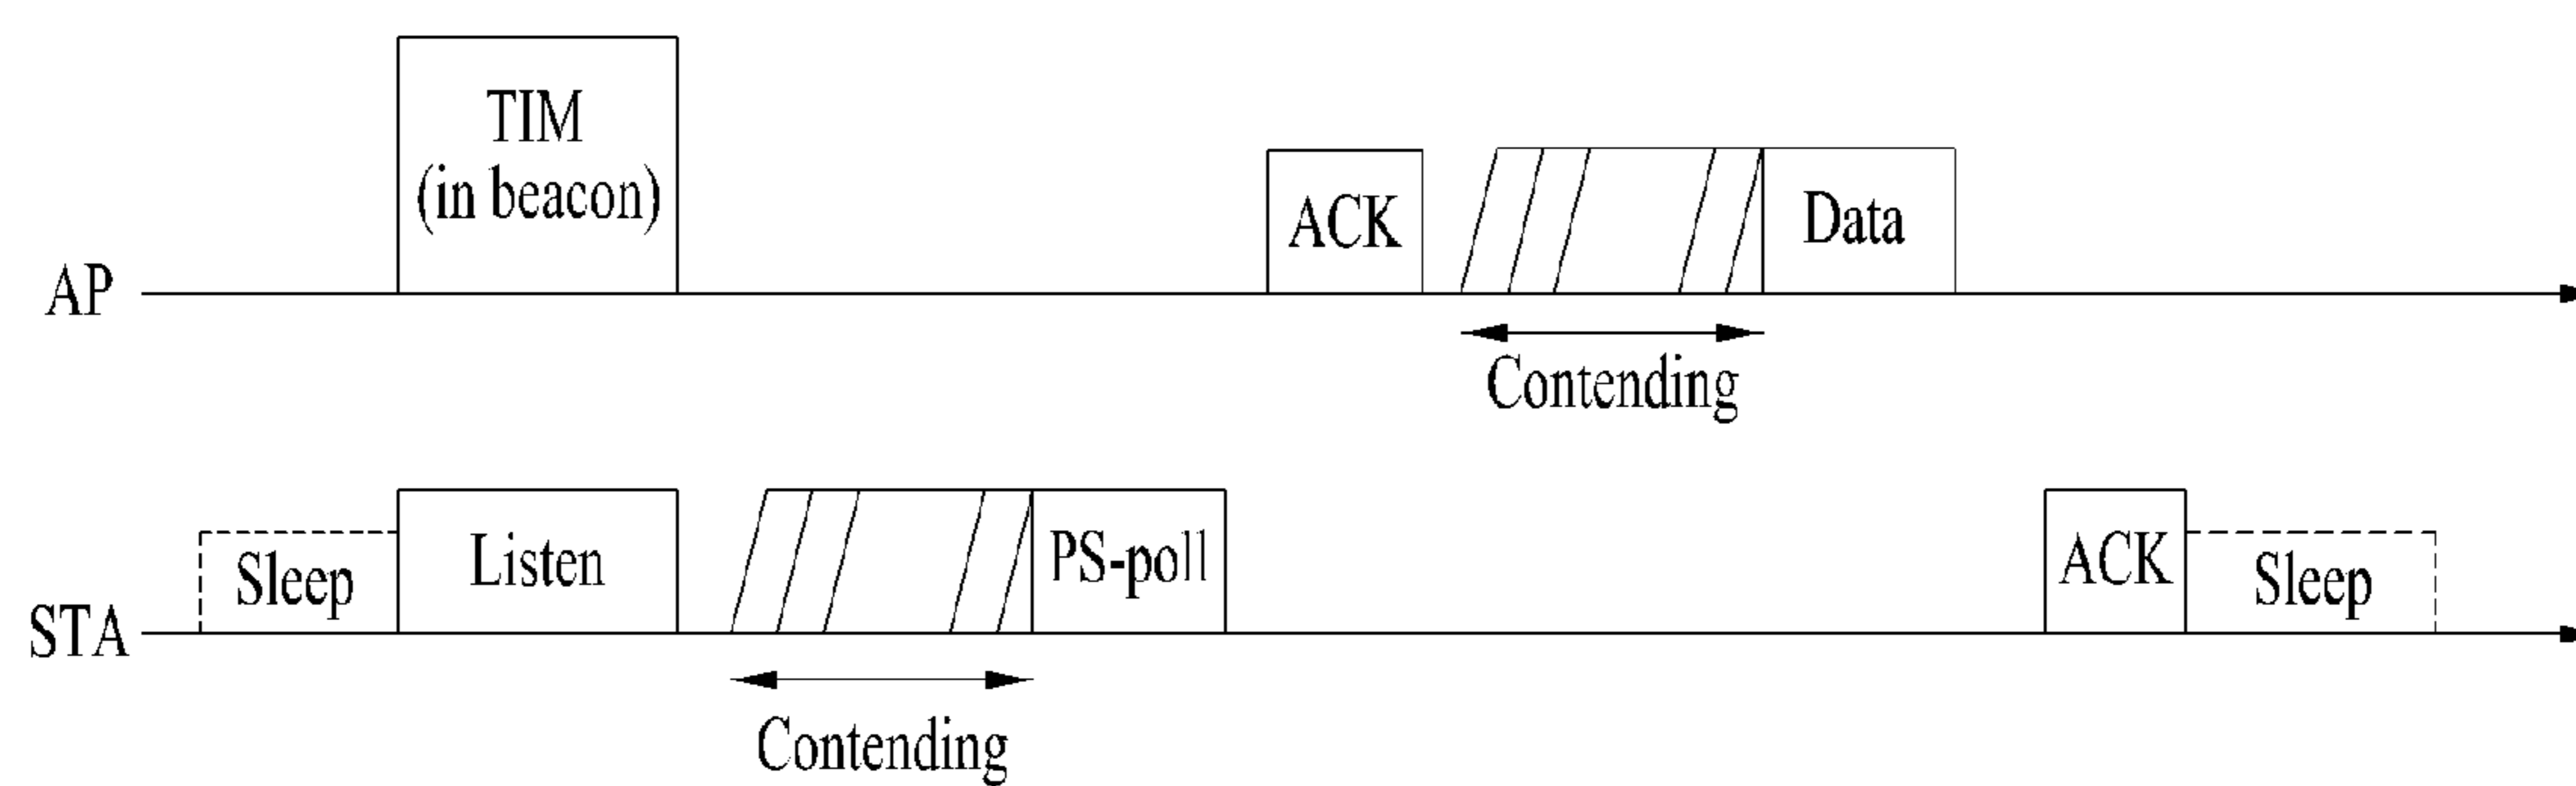 TIM
(in beacon)
ACK
Data
AP
Contending
Sleep
Listen
PS-poll
ACK
Sleep
STA
Contending